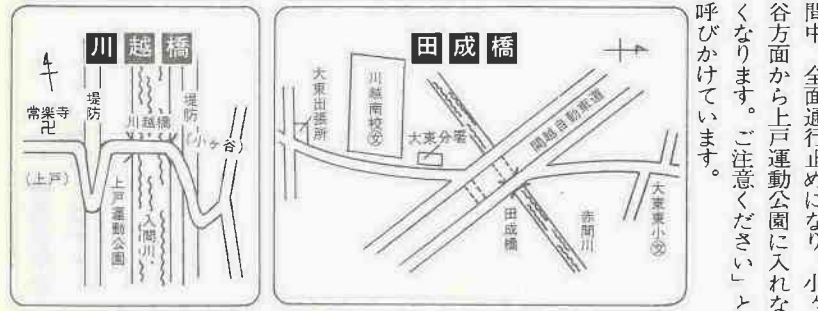 間中、全面通行止めになり、小ヶ
谷方面から上戸運動公園に入れな
くなります。ご注意ください」と
呼びかけています。
田成橋
大東出張所
川越南校
文
大東分署
関越自動車道
田成橋
赤間川
大東東小
文
川越橋
常楽寺
卍
堤防
川越橋
堤防
(小ヶ谷)
(上戸)
上戸運動公園
入間川